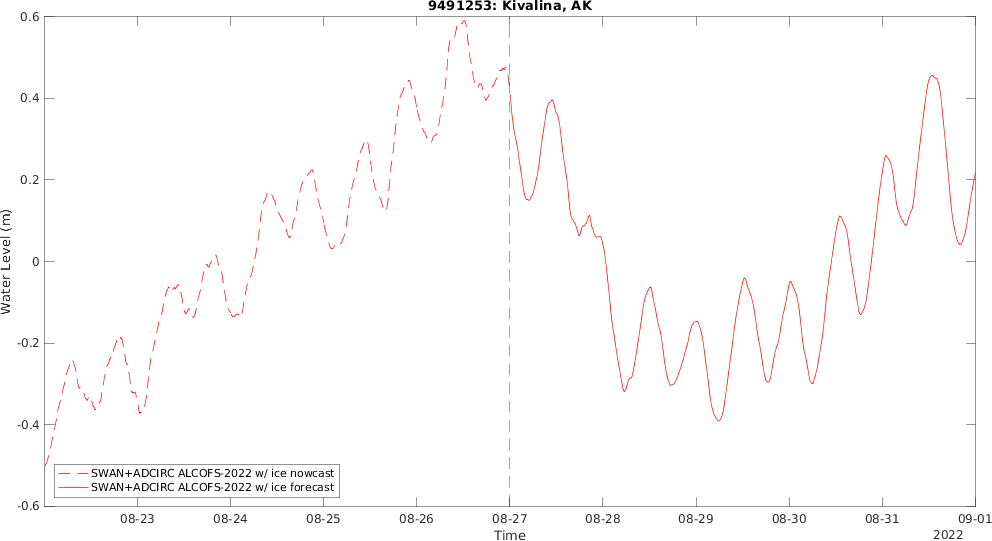 9491253: Kivalina, AK
0.6
0.4
0.2
0
-0.2
-0.4
-0.6
Water Level (m)
SWAN+ADCIRC ALCOFS-2022 w/ ice nowcast
SWAN+ADCIRC ALCOFS-2022 w/ ice forecast
08-23 08-24 08-25 08-26 08-27 08-28 08-29 08-30 08-31 09-01
Time
2022